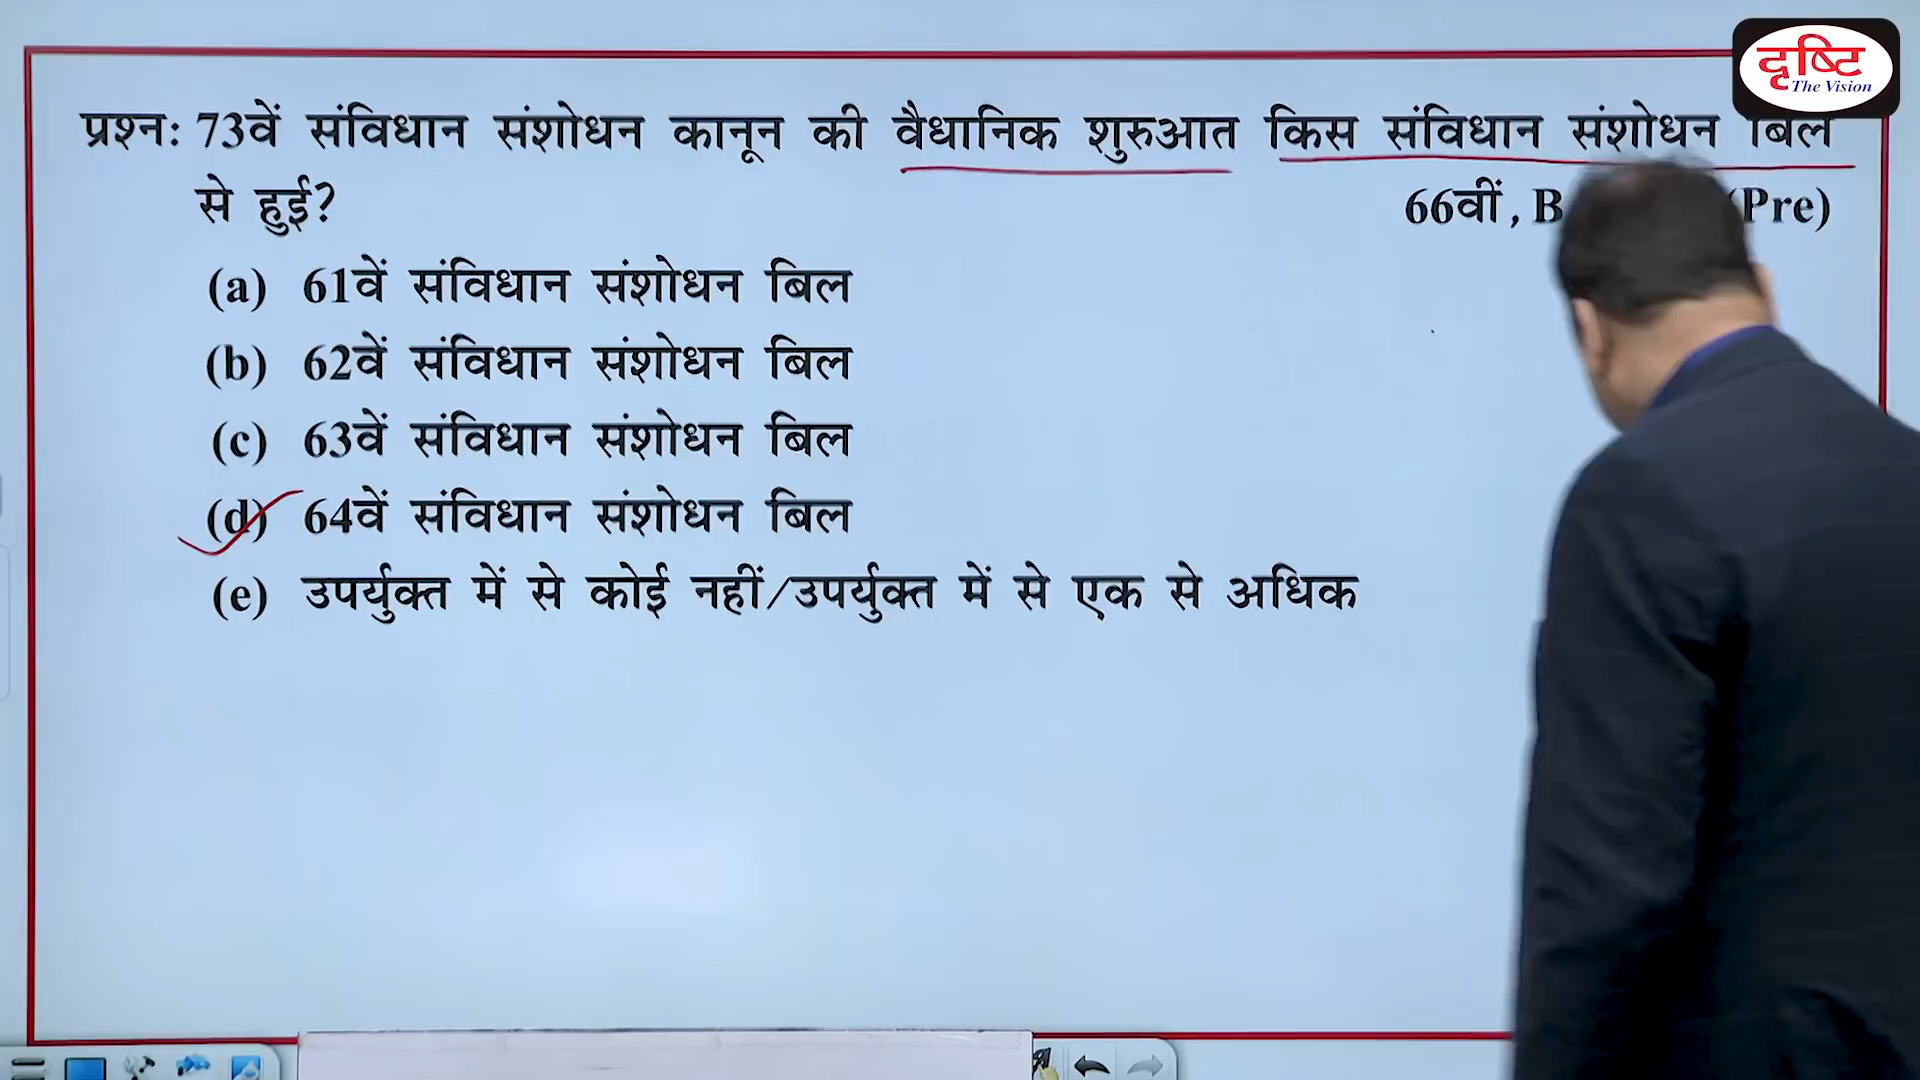 दृष्टि
The Vision
प्रश्न: 73वें संविधान संशोधन कानून की वैधानिक शुरुआत किस संविधान संशोधन बिल
से हुई?
66वीं, B (Pre)
(a) 61वें संविधान संशोधन बिल
(b) 62वें संविधान संशोधन बिल
(c) 63वें संविधान संशोधन बिल
(d) 64वें संविधान संशोधन बिल
(e) उपर्युक्त में से कोई नहीं/उपर्युक्त में से एक से अधिक